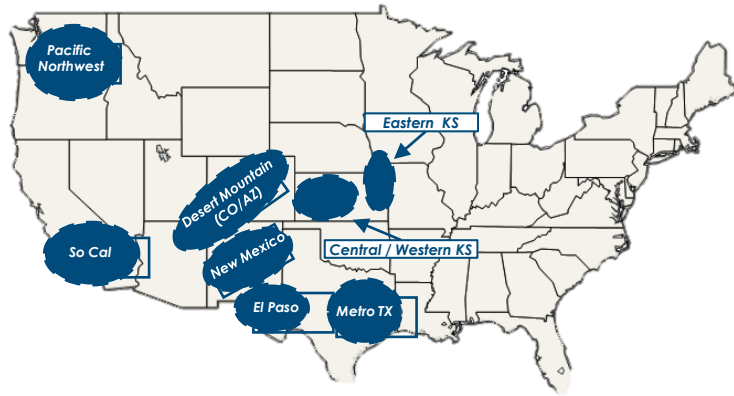 Pacific
Northwest
Eastern KS
Desert Mountain
(CO/AZ)
Central / Western KS
So Cal
New Mexico
El Paso
Metro TX